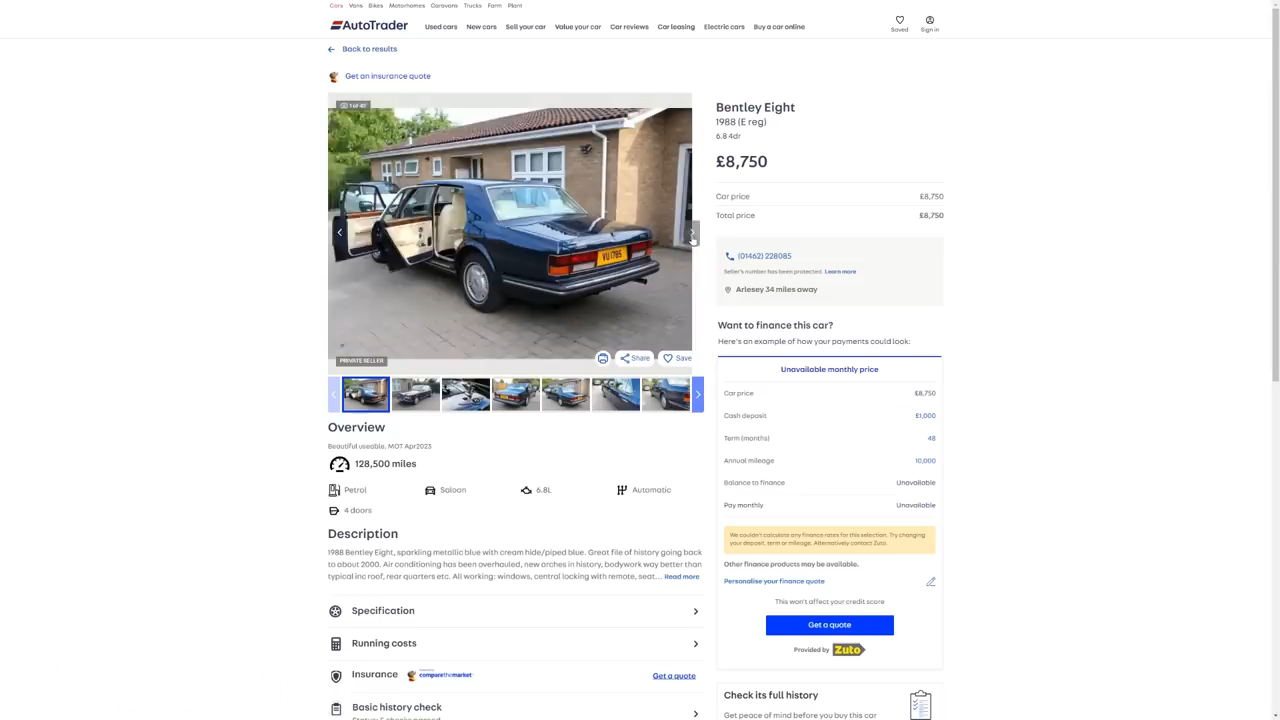 Cars Vans Bikes Motorhomes Caravans Trucks Farm Plant
AutoTrader
Used cars New cars Sell your car Value your car Car reviews Car leasing Electric cars Buy a car online
Saved Sign in
Back to results
Get an insurance quote
1 of 40
VU1785
PRIVATE SELLER
Share
Save
Bentley Eight
1988 (E reg)
6.8 4dr
£8,750
Car price £8,750
Total price £8,750
(01462) 228085
Seller's number has been protected. Learn more
Arlesey 34 miles away
Want to finance this car?
Here's an example of how your payments could look:
Unavailable monthly price
Car price £8,750
Cash deposit £1,000
Term (months) 48
Annual mileage 10,000
Balance to finance Unavailable
Pay monthly Unavailable
We couldn't calculate any finance rates for this selection. Try changing
your deposit, term or mileage. Alternatively contact Zuto.
Other finance products may be available.
Personalise your finance quote
This won't affect your credit score
Get a quote
Provided by Zuto
Check its full history
Get peace of mind before you buy this car
Overview
Beautiful useable. MOT Apr2023
128,500 miles
Petrol Saloon 6.8L Automatic
4 doors
Description
1988 Bentley Eight, sparkling metallic blue with cream hide/piped blue. Great file of history going back
to about 2000. Air conditioning has been overhauled, new arches in history, bodywork way better than
typical inc roof, rear quarters etc. All working: windows, central locking with remote, seat... Read more
Specification
Running costs
Insurance comparethemarket Get a quote
Basic history check